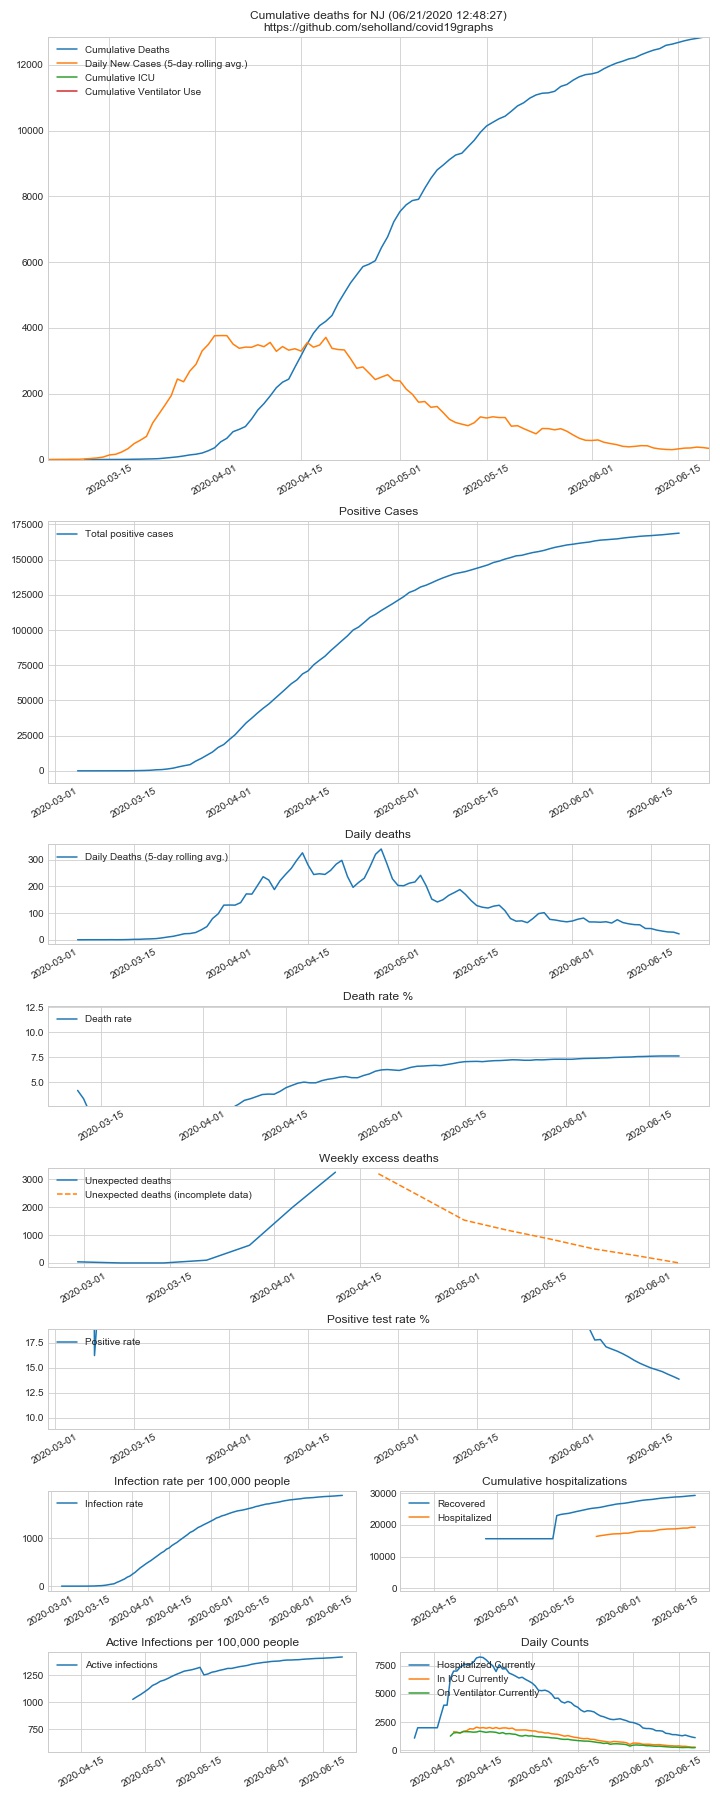 Cumulative deaths for NJ (06/21/2020 12:48:27)
https://github.com/seholland/covid19graphs
Cumulative Deaths
Daily New Cases (5-day rolling avg.)
Cumulative ICU
Cumulative Ventilator Use
12000
10000
8000
6000
4000
2000
0
2020-03-15 2020-04-01 2020-04-15 2020-05-01 2020-05-15 2020-06-01 2020-06-15
Positive Cases
Total positive cases
175000
150000
125000
100000
75000
50000
25000
0
2020-03-01 2020-03-15 2020-04-01 2020-04-15 2020-05-01 2020-05-15 2020-06-01 2020-06-15
Daily deaths
Daily Deaths (5-day rolling avg.)
300
200
100
0
2020-03-01 2020-03-15 2020-04-01 2020-04-15 2020-05-01 2020-05-15 2020-06-01 2020-06-15
Death rate %
Death rate
12.5
10.0
7.5
5.0
2020-03-15 2020-04-01 2020-04-15 2020-05-01 2020-05-15 2020-06-01 2020-06-15
Weekly excess deaths
Unexpected deaths
Unexpected deaths (incomplete data)
3000
2000
1000
0
2020-03-01 2020-03-15 2020-04-01 2020-04-15 2020-05-01 2020-05-15 2020-06-01
Positive test rate %
Positive rate
17.5
15.0
12.5
10.0
2020-03-01 2020-03-15 2020-04-01 2020-04-15 2020-05-01 2020-05-15 2020-06-01 2020-06-15
Infection rate per 100,000 people
Infection rate
1000
0
2020-03-01 2020-03-15 2020-04-01 2020-04-15 2020-05-01 2020-05-15 2020-06-01 2020-06-15
Cumulative hospitalizations
Recovered
Hospitalized
30000
20000
10000
0
2020-04-15 2020-05-01 2020-05-15 2020-06-01 2020-06-15
Active Infections per 100,000 people
Active infections
1250
1000
750
2020-04-15 2020-05-01 2020-05-15 2020-06-01 2020-06-15
Daily Counts
Hospitalized Currently
In ICU Currently
On Ventilator Currently
7500
5000
2500
0
2020-04-01 2020-04-15 2020-05-01 2020-05-15 2020-06-01 2020-06-15